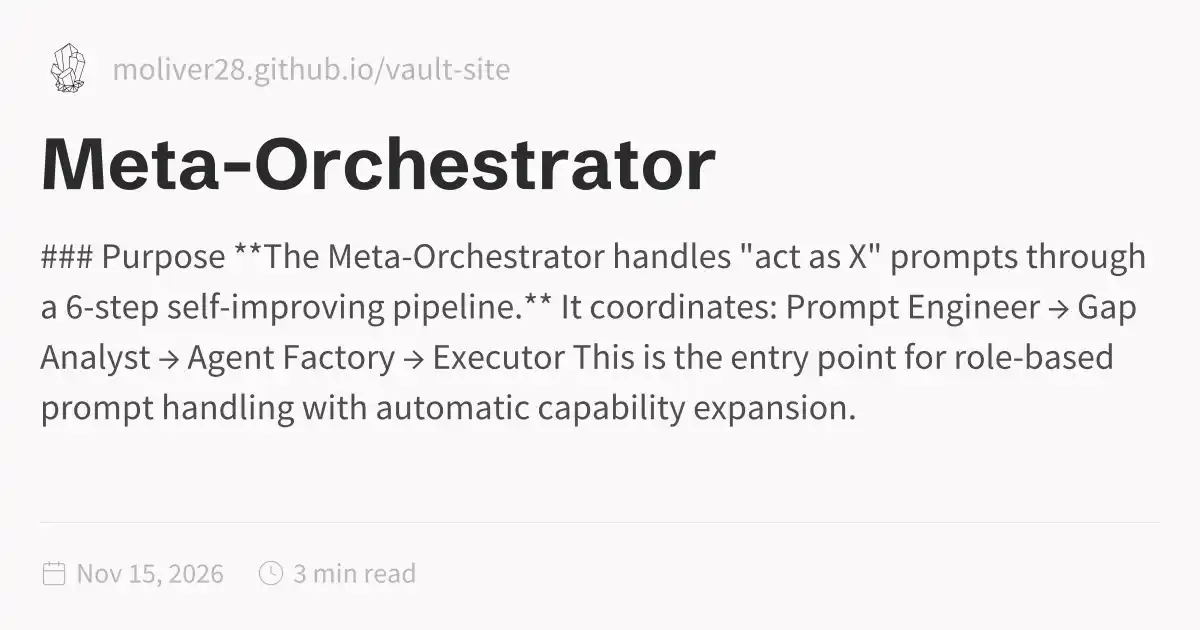 moliver28.github.io/vault-site
Meta-Orchestrator
### Purpose **The Meta-Orchestrator handles "act as X" prompts through
a 6-step self-improving pipeline.** It coordinates: Prompt Engineer → Gap
Analyst → Agent Factory → Executor This is the entry point for role-based
prompt handling with automatic capability expansion.
Nov 15, 2026 3 min read